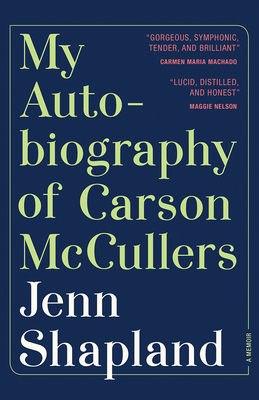 My
Auto-
biography
of Carson
McCullers
Jenn
Shapland
"GORGEOUS, SYMPHONIC,
TENDER, AND BRILLIANT"
CARMEN MARIA MACHADO
"LUCID, DISTILLED,
AND HONEST"
MAGGIE NELSON
A MEMOIR